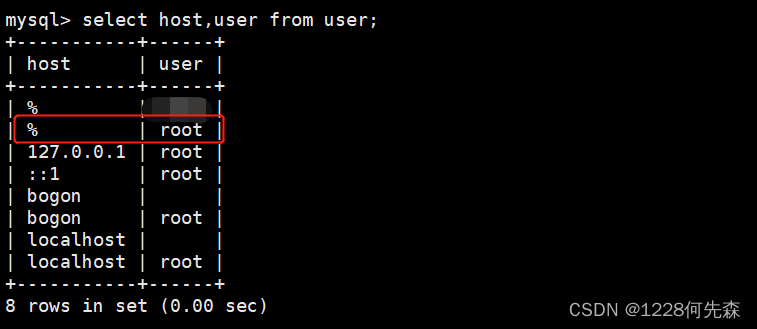 mysql> select host,user from user;
+-----------+------+
| host      | user |
+-----------+------+
| %         |      |
| %         | root |
| 127.0.0.1 | root |
| ::1       | root |
| bogon     |      |
| bogon     | root |
| localhost |      |
| localhost | root |
+-----------+------+
8 rows in set (0.00 sec)
CSDN @1228何先森